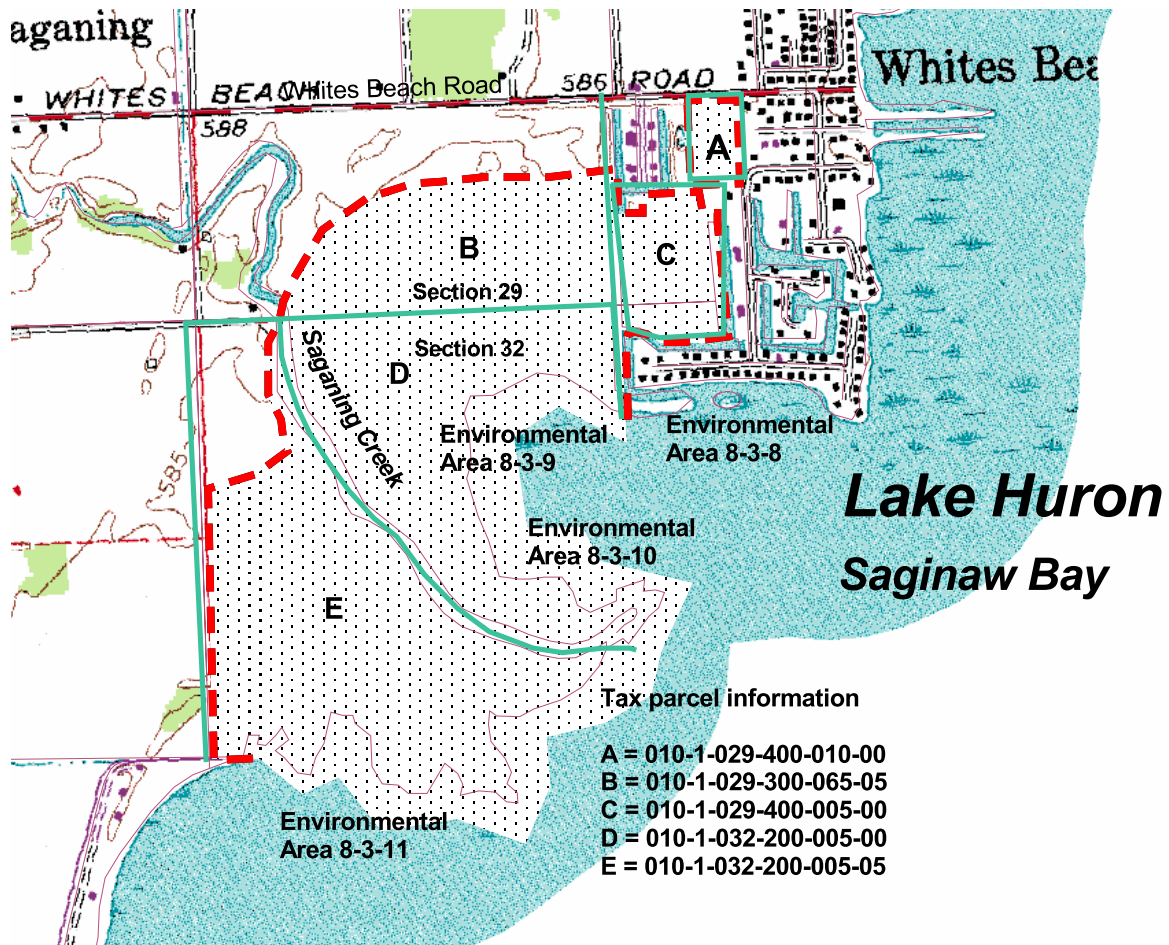 aganing
Whites Bea
WHITES BEACH
Whites Beach Road
586 ROAD
588
A
B
C
Section 29
Section 32
D
Saganing Creek
Environmental
Area 8-3-9
Environmental
Area 8-3-8
585
Lake Huron
Environmental
Area 8-3-10
Saginaw Bay
E
Tax parcel information
A = 010-1-029-400-010-00
B = 010-1-029-300-065-05
C = 010-1-029-400-005-00
D = 010-1-032-200-005-00
E = 010-1-032-200-005-05
Environmental
Area 8-3-11